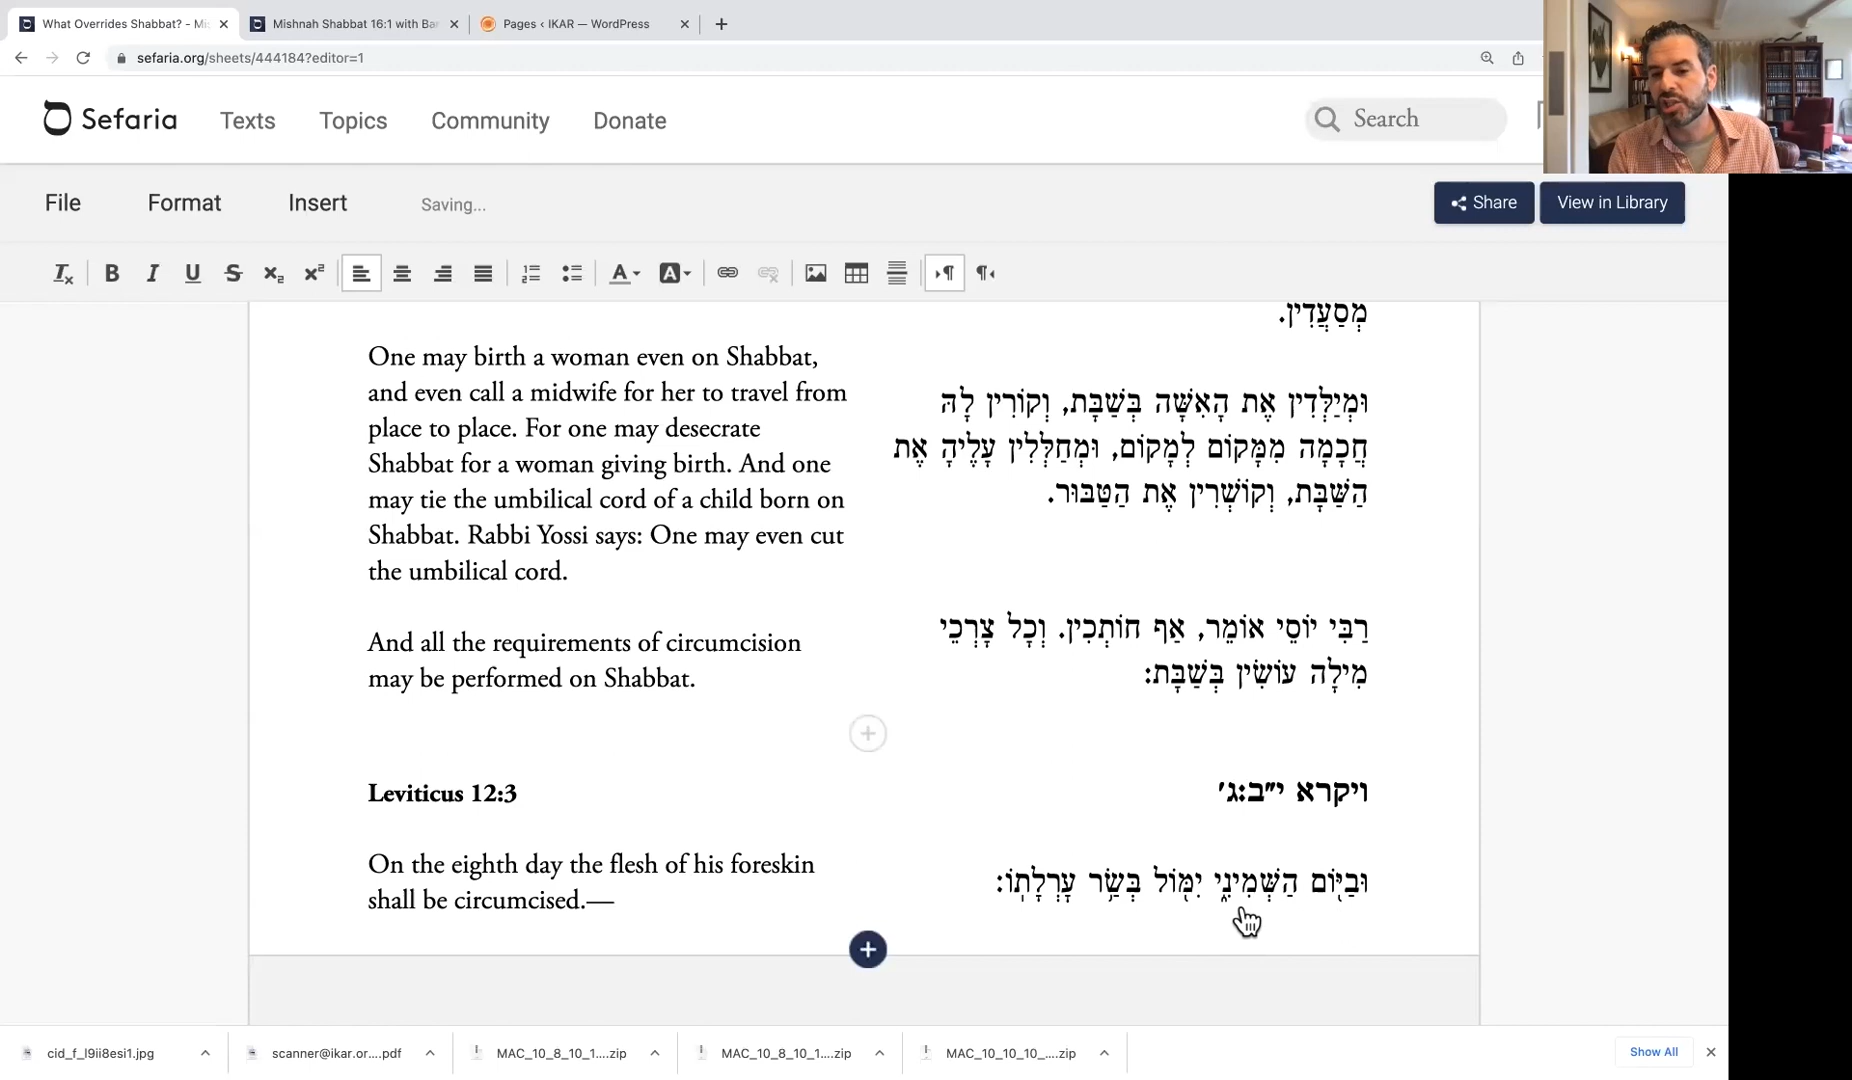 What Overrides Shabbat? - Mi
Mishnah Shabbat 16:1 with Bar
Pages ‹ IKAR — WordPress
sefaria.org/sheets/444184?editor=1
Sefaria
Texts
Topics
Community
Donate
Search
File
Format
Insert
Saving...
Share
View in Library
מְסַעֲדִין.
One may birth a woman even on Shabbat,
and even call a midwife for her to travel from
place to place. For one may desecrate
Shabbat for a woman giving birth. And one
may tie the umbilical cord of a child born on
Shabbat. Rabbi Yossi says: One may even cut
the umbilical cord.
וּמְיַלְּדִין אֶת הָאִשָּׁה בְּשַׁבָּת, וְקוֹרִין לָהּ
חֲכָמָה מִמָּקוֹם לְמָקוֹם, וּמְחַלְּלִין עָלֶיהָ אֶת
הַשַּׁבָּת, וְקוֹשְׁרִין אֶת הַטַּבּוּר.
And all the requirements of circumcision
may be performed on Shabbat.
רַבִּי יוֹסֵי אוֹמֵר, אַף חוֹתְכִין. וְכָל צָרְכֵי
מִילָה עוֹשִׂין בְּשַׁבָּת:
Leviticus 12:3
ויקרא י״ב:ג׳
On the eighth day the flesh of his foreskin
shall be circumcised.—
וּבַיּ֖וֹם הַשְּׁמִינִ֑י יִמּ֖וֹל בְּשַׂ֥ר עׇרְלָתֽוֹ׃
cid_f_l9ii8esi1.jpg
scanner@ikar.or....pdf
MAC_10_8_10_1....zip
MAC_10_8_10_1....zip
MAC_10_10_10_....zip
Show All